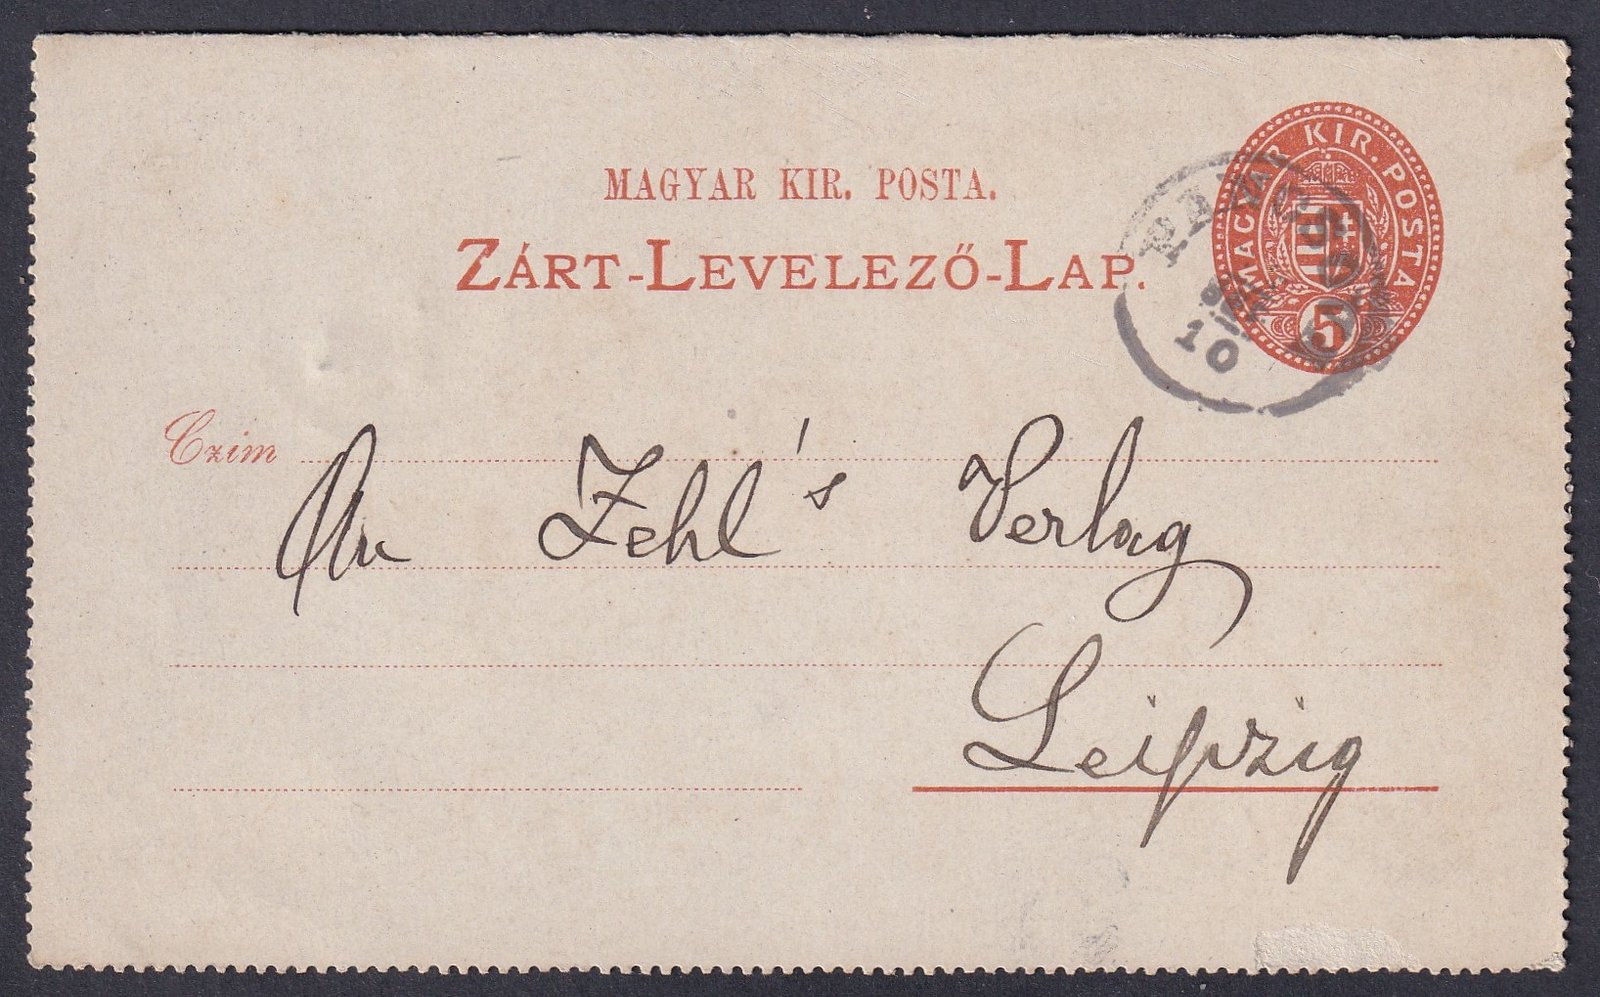 MAGYAR KIR. POSTA.
ZÁRT-LEVELEZŐ-LAP.
MAGYAR KIR. POSTA
5
10
Czim
An Zehl's Verlag
Leipzig